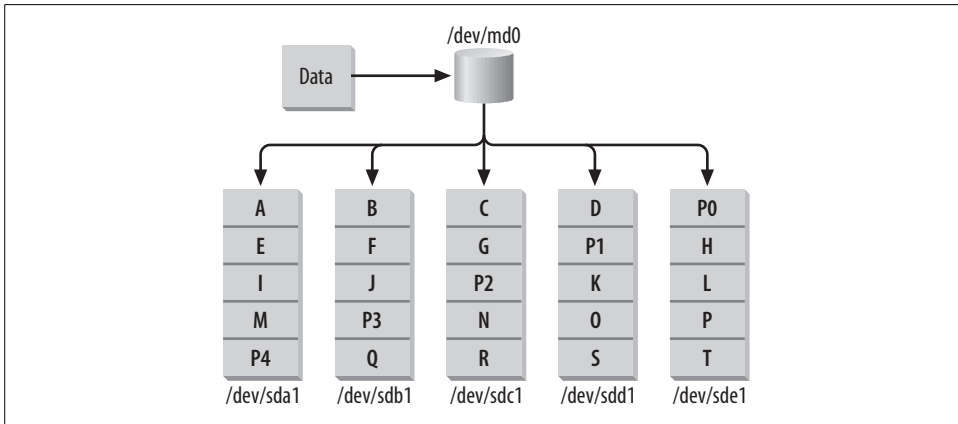 /dev/md0
Data
A B C D P0
E F G P1 H
I J P2 K L
M P3 N O P
P4 Q R S T
/dev/sda1 /dev/sdb1 /dev/sdc1 /dev/sdd1 /dev/sde1